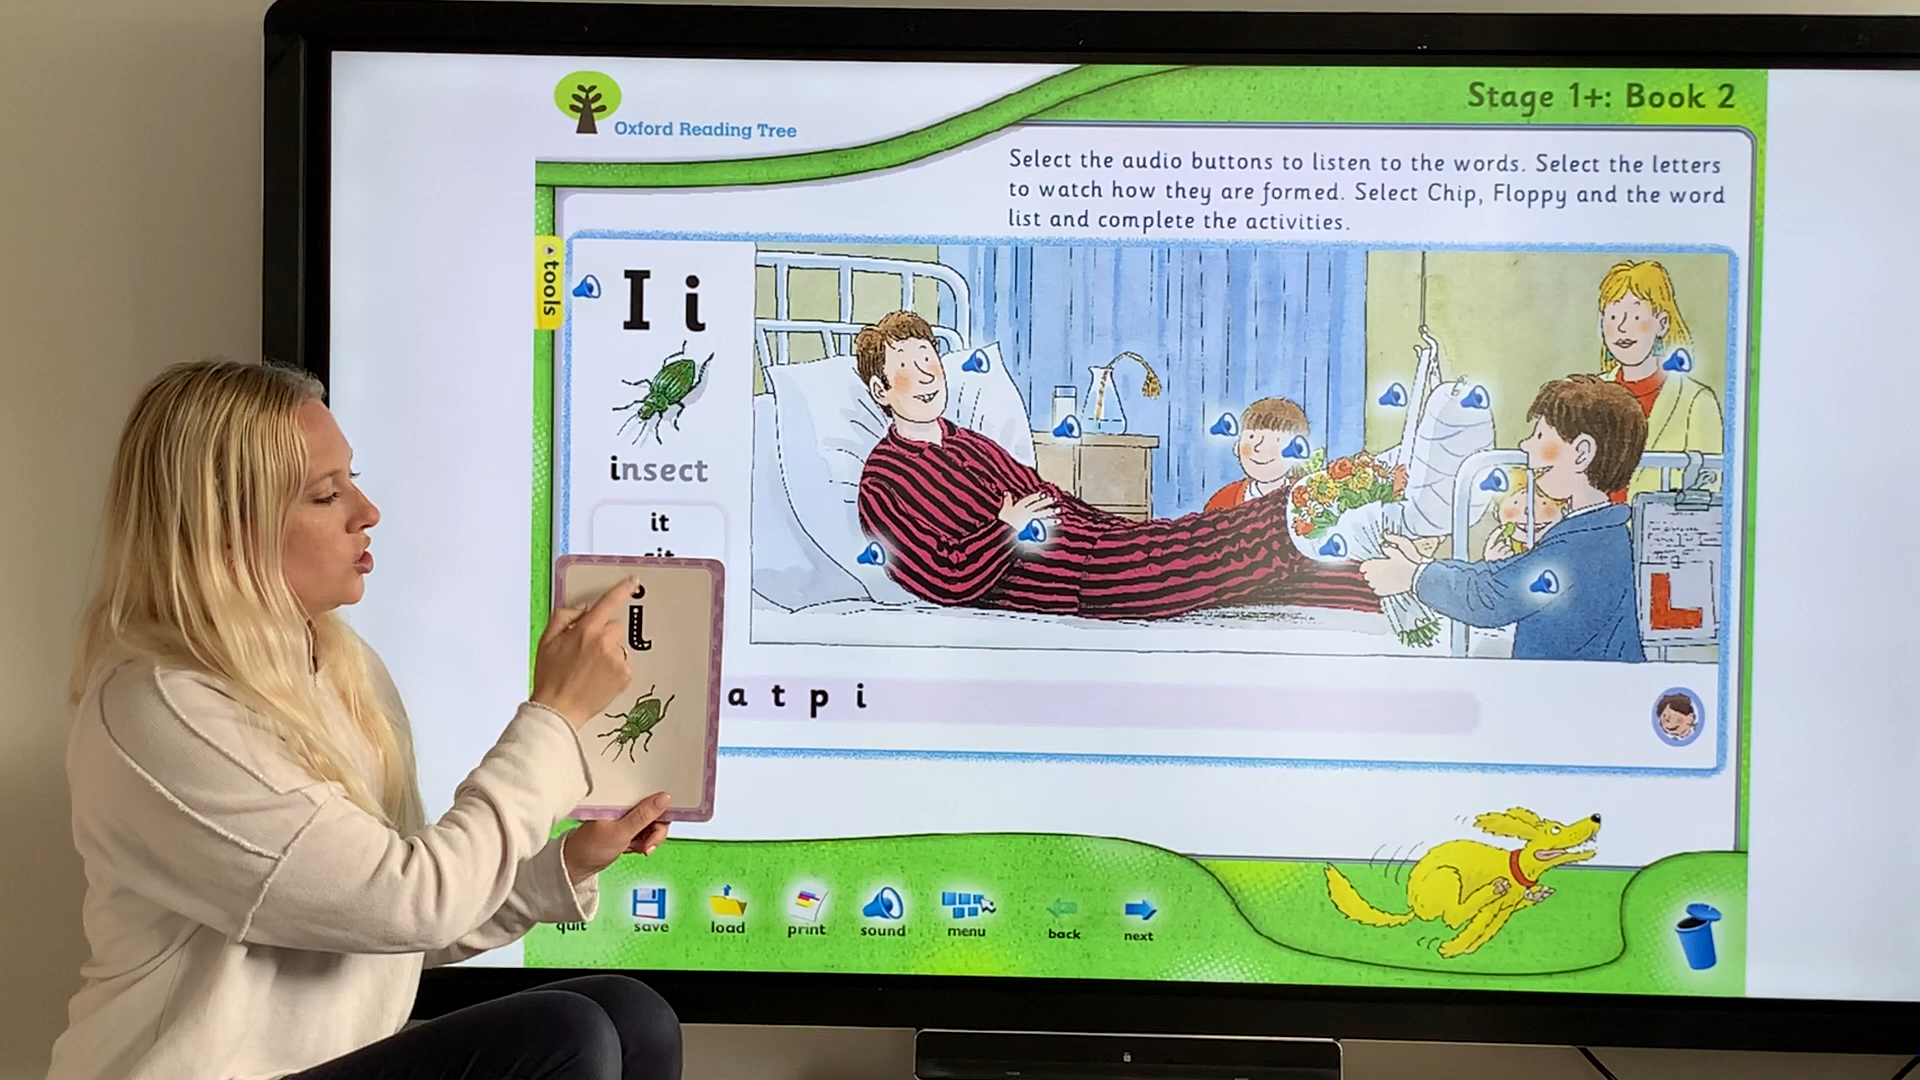 Oxford Reading Tree
Stage 1+: Book 2
Select the audio buttons to listen to the words. Select the letters
to watch how they are formed. Select Chip, Floppy and the word
list and complete the activities.
tools
I i
insect
it
sit
i
L
a t p i
quit
save
load
print
sound
menu
back
next